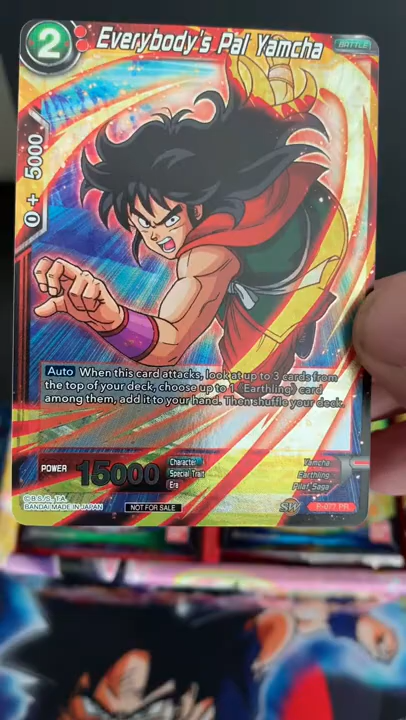 2
Everybody's Pal Yamcha
BATTLE
0 + 5000
Auto When this card attacks, look at up to 3 cards from
the top of your deck, choose up to 1 《Earthling》 card
among them, add it to your hand. Then shuffle your deck.
POWER 15000
Character Yamcha
Special Trait Earthling
Era Pilaf Saga
©B.S./S., T.A.
BANDAI MADE IN JAPAN
NOT FOR SALE
P-072 PR